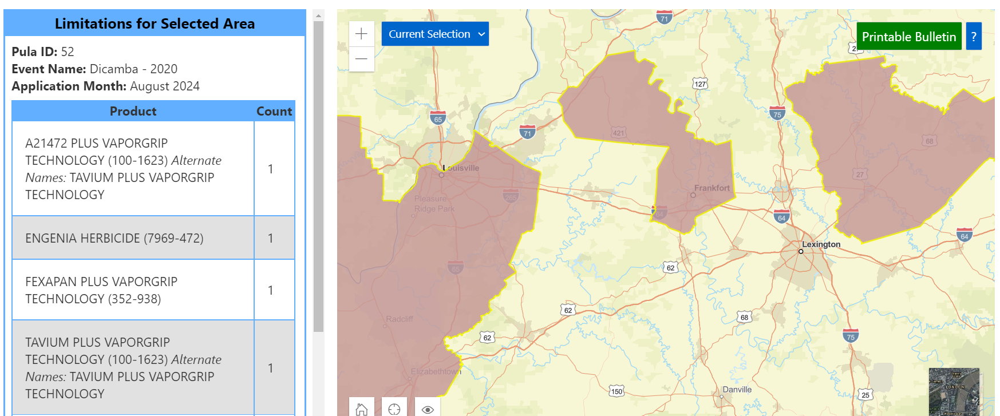 Limitations for Selected Area
Pula ID: 52
Event Name: Dicamba - 2020
Application Month: August 2024
Product Count
A21472 PLUS VAPORGRIP
TECHNOLOGY (100-1623) Alternate
Names: TAVIUM PLUS VAPORGRIP
TECHNOLOGY
1
ENGENIA HERBICIDE (7969-472)
1
FEXAPAN PLUS VAPORGRIP
TECHNOLOGY (352-938)
1
TAVIUM PLUS VAPORGRIP
TECHNOLOGY (100-1623) Alternate
Names: TAVIUM PLUS VAPORGRIP
TECHNOLOGY
1
Current Selection
Printable Bulletin
?
71
127
65
71
75
421
68
27
Louisville
Frankfort
265
Pleasure
Ridge Park
64
64
64
Lexington
65
62
62
68
Radcliff
62
75
Elizabethtown
150
Danville
25
LONDON